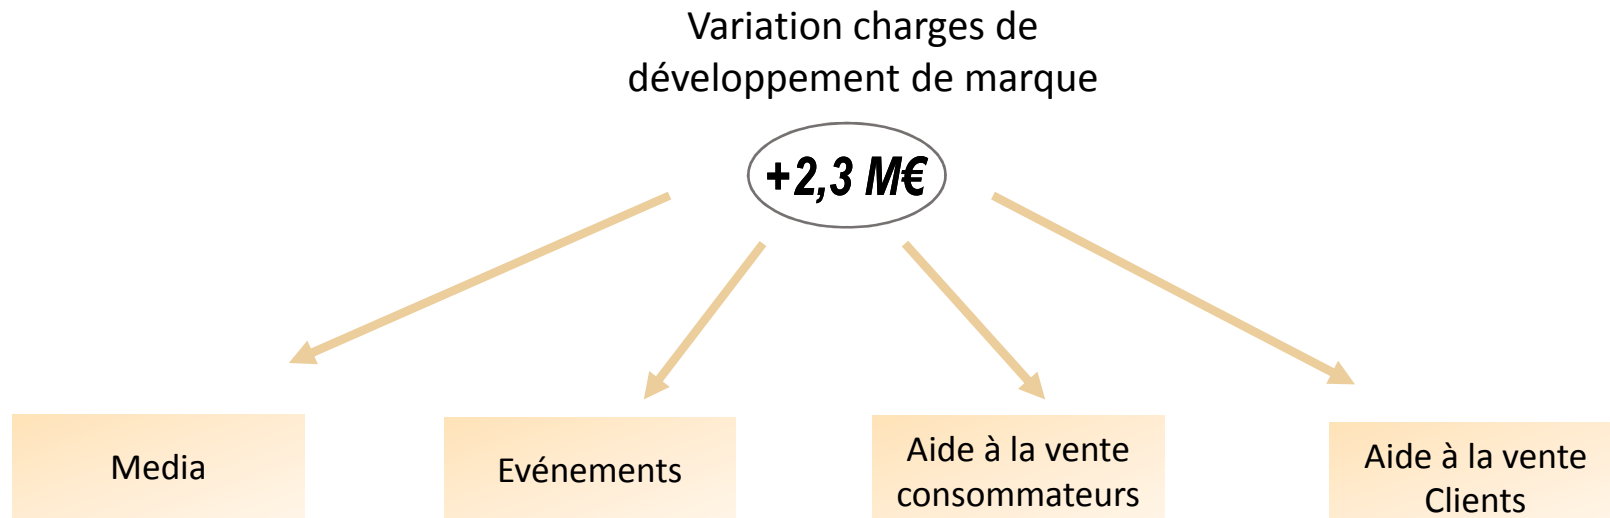 Variation charges de
développement de marque
+2,3 M€
Media
Evénements
Aide à la vente
consommateurs
Aide à la vente
Clients